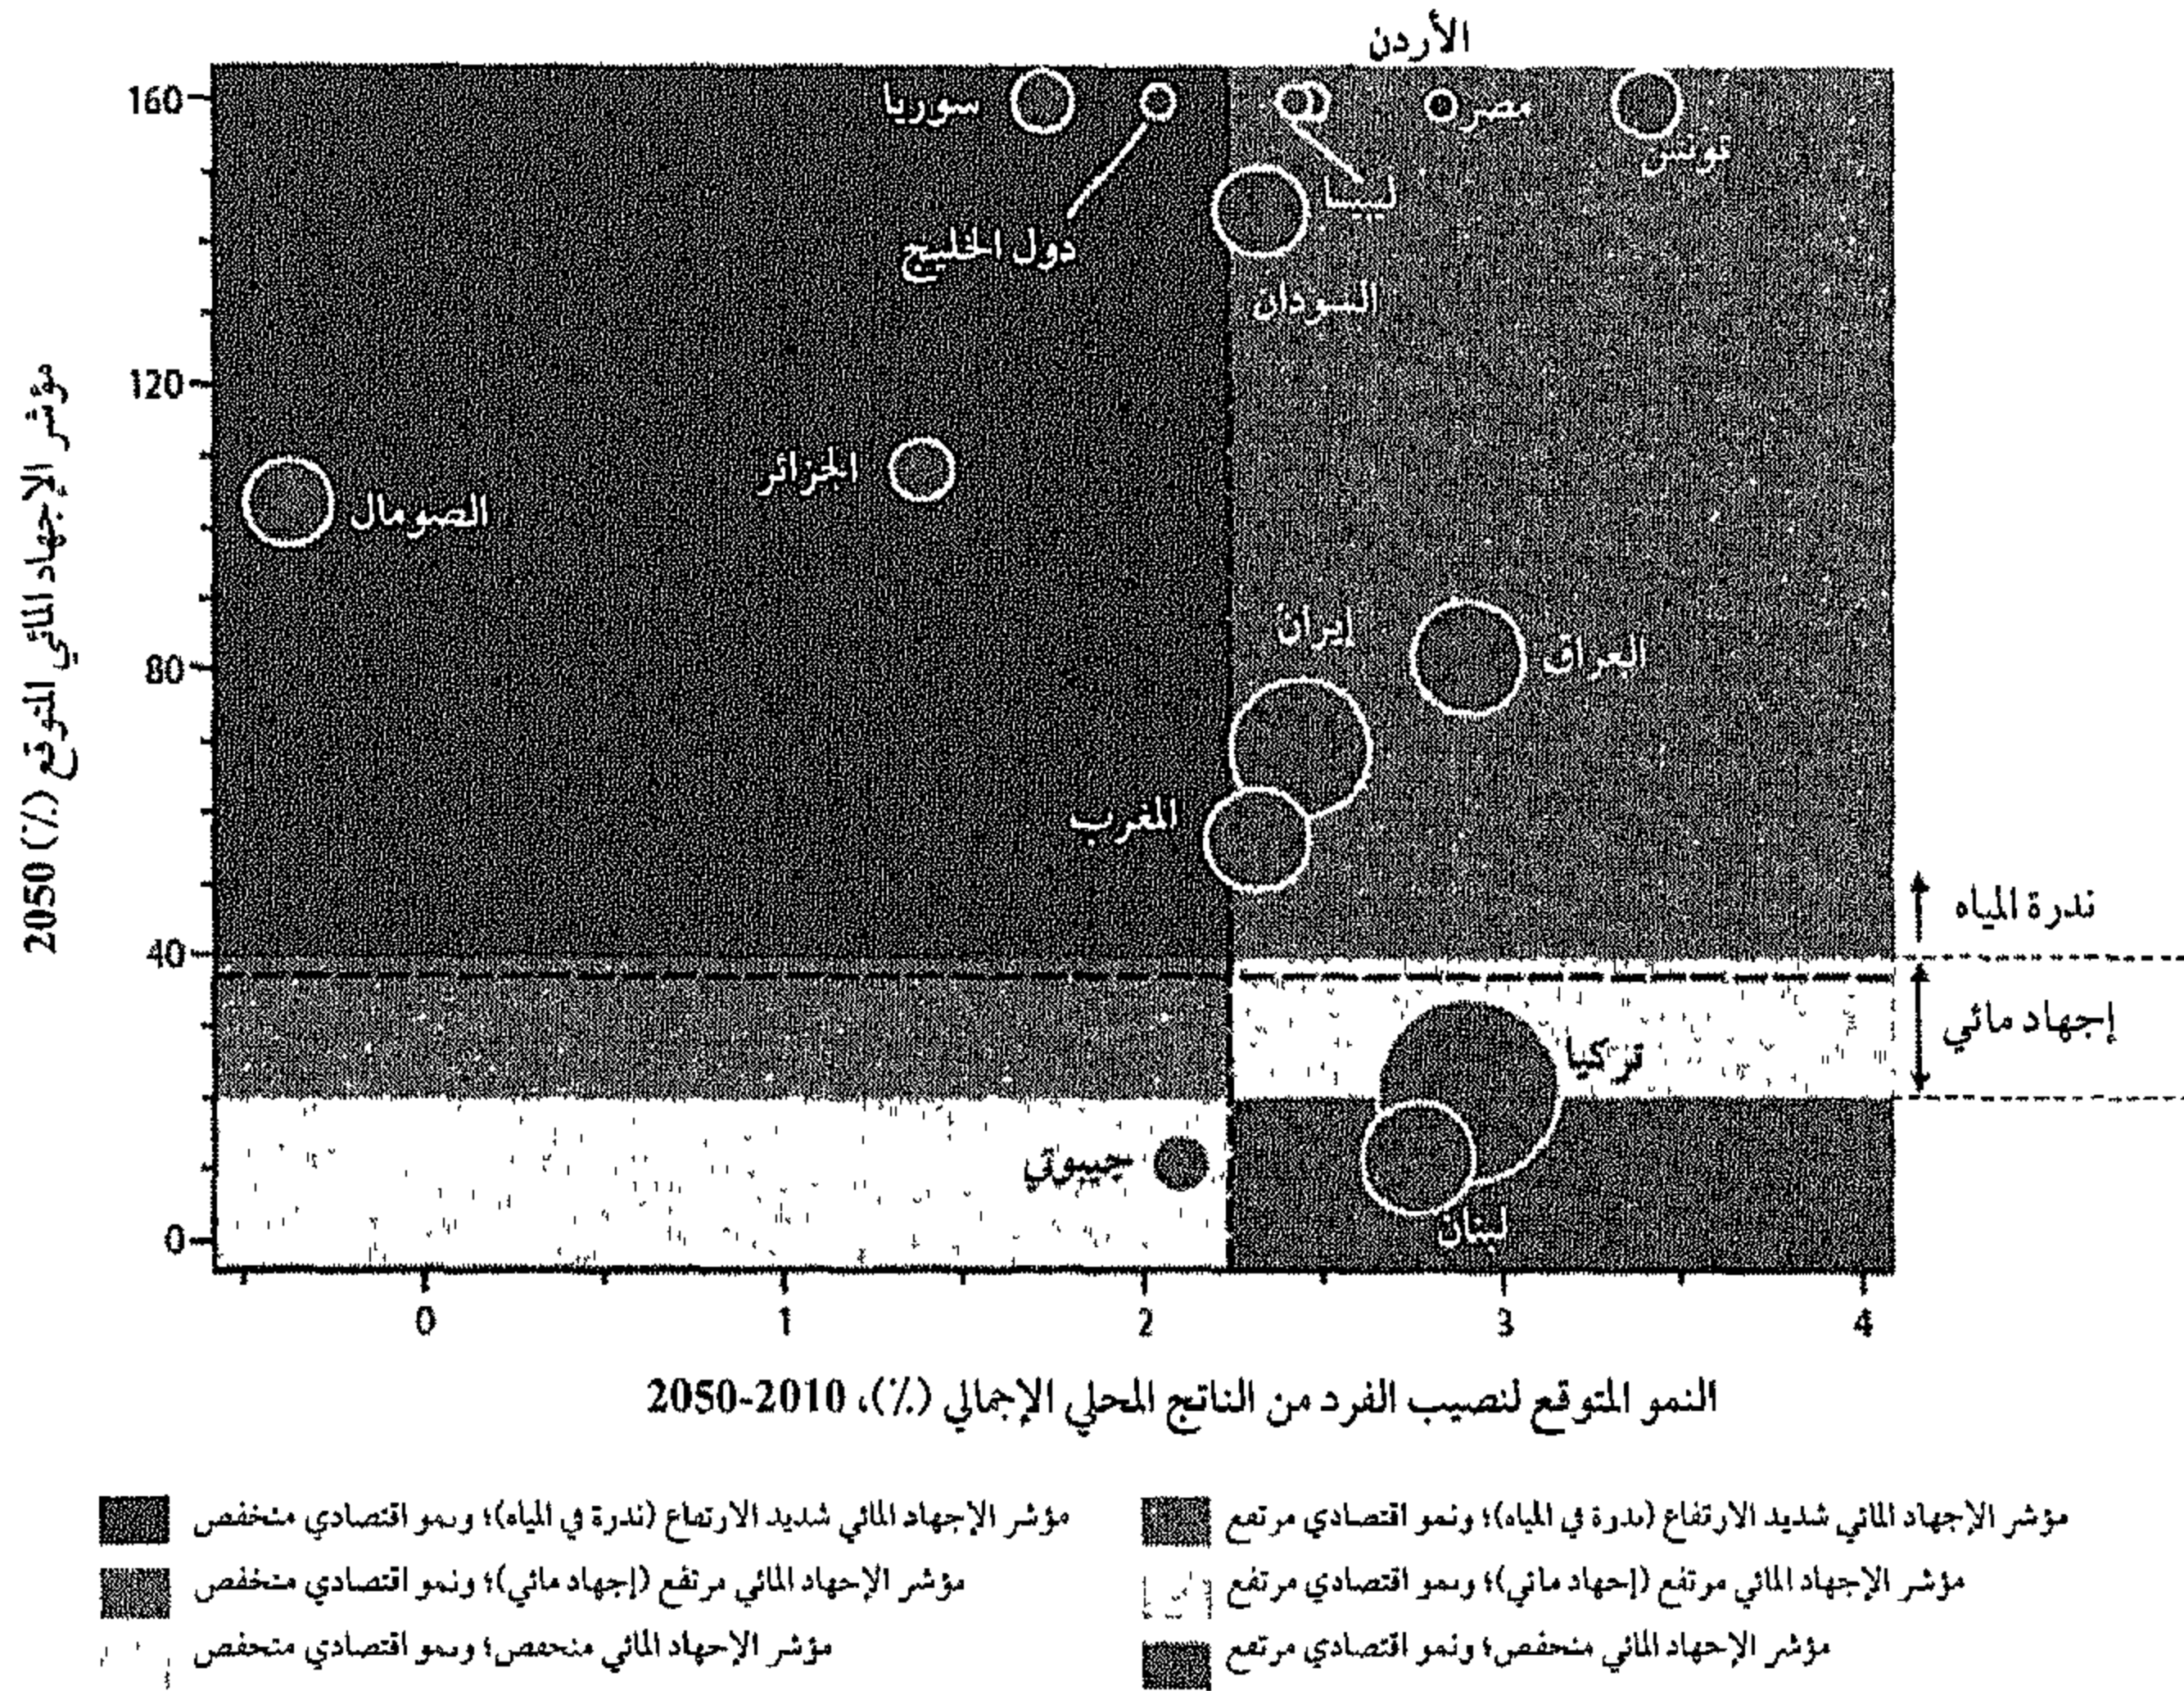 الأردن
160
سوريا
مصر
تونس
ليبيا
دول الخليج
السودان
120
الجزائر
الصومال
إيران
العراق
80
المغرب
ندرة المياه
40
إجهاد مائي
تركيا
جيبوتي
لبنان
0
مؤشر الإجهاد المائي المتوقع (٪) 2050
0 1 2 3 4
النمو المتوقع لنصيب الفرد من الناتج المحلي الإجمالي (٪)، 2010-2050
مؤشر الإجهاد المائي شديد الارتفاع (ندرة في المياه)؛ ونمو اقتصادي مرتفع
مؤشر الإجهاد المائي مرتفع (إجهاد مائي)؛ ونمو اقتصادي مرتفع
مؤشر الإجهاد المائي منخفض؛ ونمو اقتصادي مرتفع
مؤشر الإجهاد المائي شديد الارتفاع (ندرة في المياه)؛ ونمو اقتصادي منخفض
مؤشر الإجهاد المائي مرتفع (إجهاد مائي)؛ ونمو اقتصادي منخفض
مؤشر الإجهاد المائي منخفض؛ ونمو اقتصادي منخفض